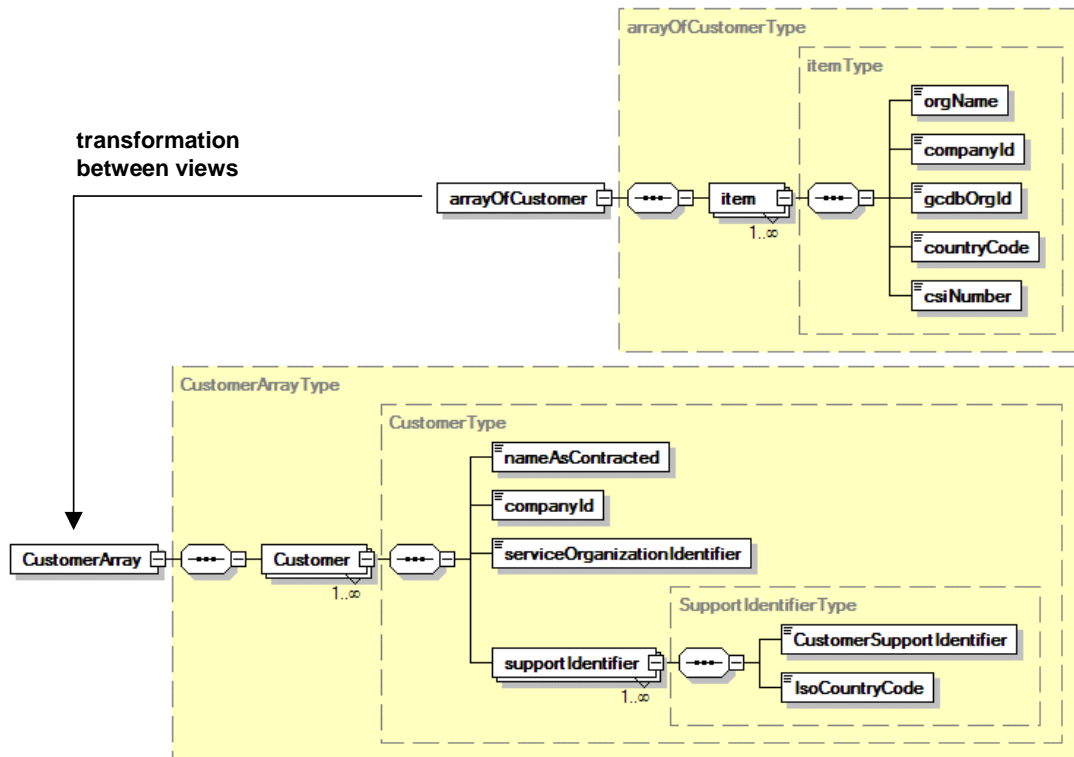 arrayOfCustomerType
itemType
orgName
companyId
gcdbOrgId
countryCode
csiNumber
transformation
between views
arrayOfCustomer
item
1..∞
CustomerArrayType
CustomerType
nameAsContracted
companyId
serviceOrganizationIdentifier
CustomerArray
Customer
1..∞
SupportIdentifierType
CustomerSupportIdentifier
supportIdentifier
1..∞
IsoCountryCode